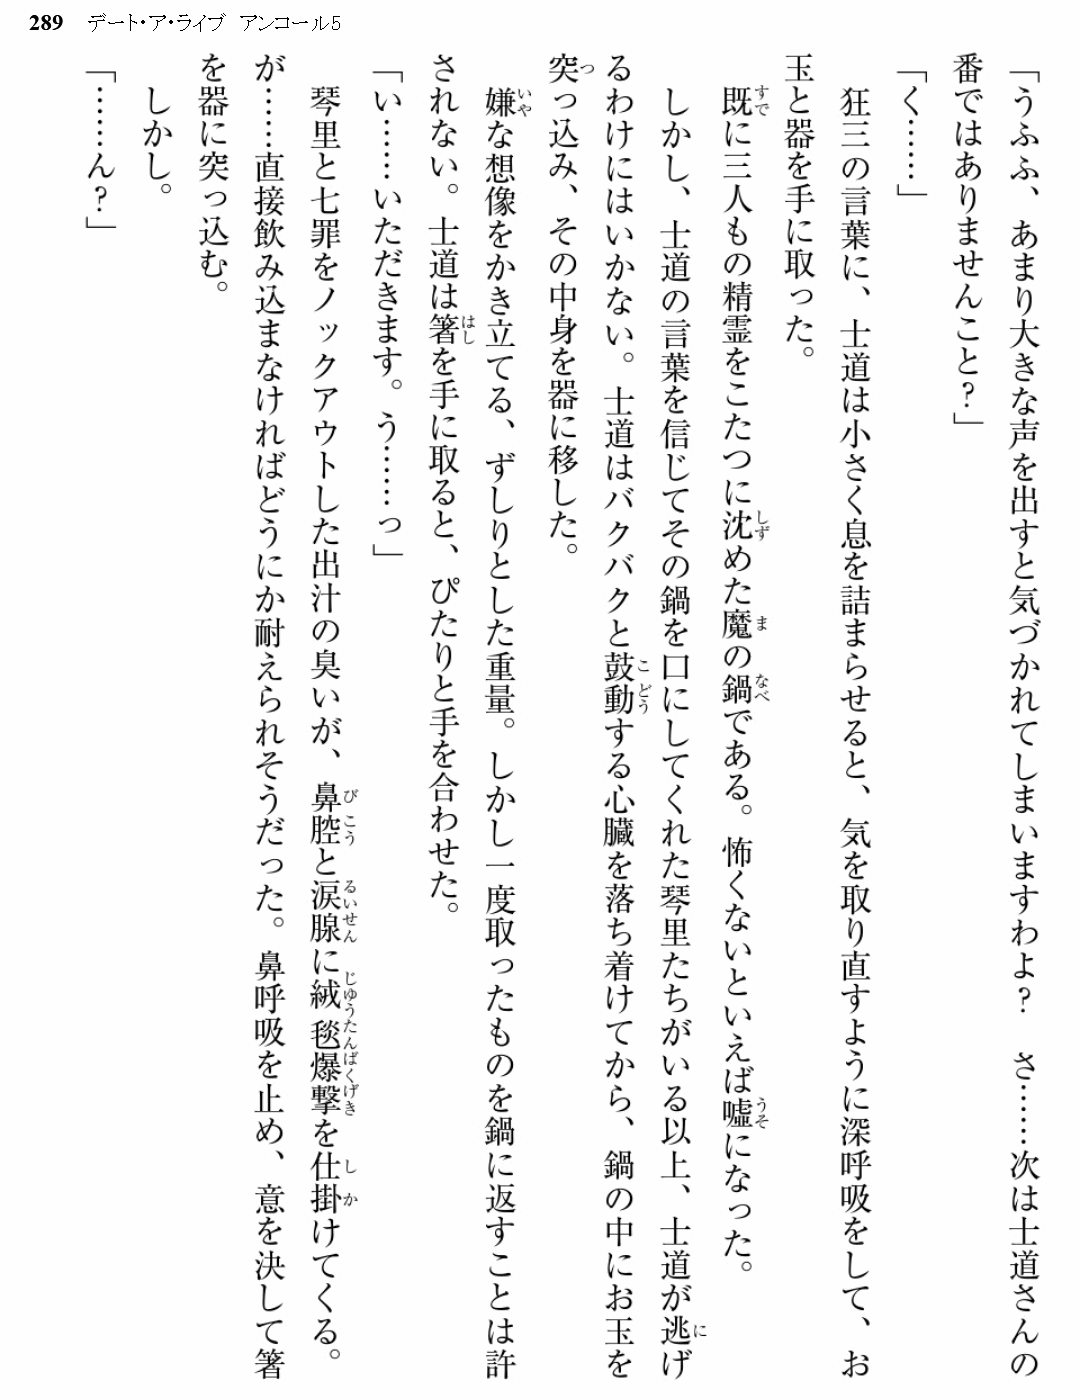 289　デート・ア・ライブ　アンコール5
「うふふ、あまり大きな声を出すと気づかれてしまいますわよ？　さ……次は士道さんの
番ではありませんこと？」
「く……」
　狂三の言葉に、士道は小さく息を詰まらせると、気を取り直すように深呼吸をして、お
玉と器を手に取った。
　既に三人もの精霊をこたつに沈めた魔の鍋である。怖くないといえば嘘になった。
　しかし、士道の言葉を信じてその鍋を口にしてくれた琴里たちがいる以上、士道が逃げ
るわけにはいかない。士道はバクバクと鼓動する心臓を落ち着けてから、鍋の中にお玉を
突っ込み、その中身を器に移した。
　嫌な想像をかき立てる、ずしりとした重量。しかし一度取ったものを鍋に返すことは許
されない。士道は箸を手に取ると、ぴたりと手を合わせた。
「い……いただきます。う……っ」
　琴里と七罪をノックアウトした出汁の臭いが、鼻腔と涙腺に絨毯爆撃を仕掛けてくる。
が……直接飲み込まなければどうにか耐えられそうだった。鼻呼吸を止め、意を決して箸
を器に突っ込む。
　しかし。
「……ん？」